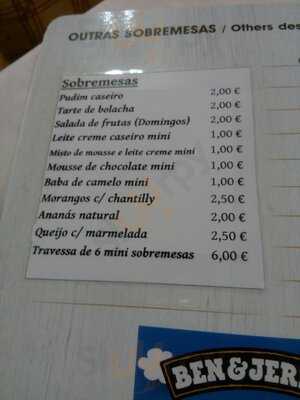 OUTRAS SOBREMESAS / Others des
Sobremesas
Pudim caseiro 2,00 €
Tarte de bolacha 2,00 €
Salada de frutas (Domingos) 2,00 €
Leite creme caseiro mini 1,00 €
Misto de mousse e leite creme mini 1,00 €
Mousse de chocolate mini 1,00 €
Baba de camelo mini 1,00 €
Morangos c/ chantilly 2,50 €
Ananás natural 2,00 €
Queijo c/ marmelada 2,50 €
Travessa de 6 mini sobremesas 6,00 €
BEN & JER